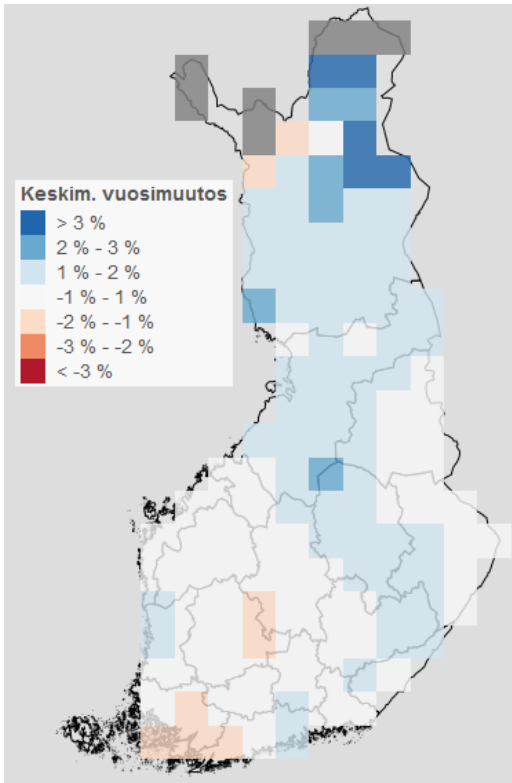 Keskim. vuosimuutos
> 3 %
2 % - 3 %
1 % - 2 %
-1 % - 1 %
-2 % - -1 %
-3 % - -2 %
< -3 %